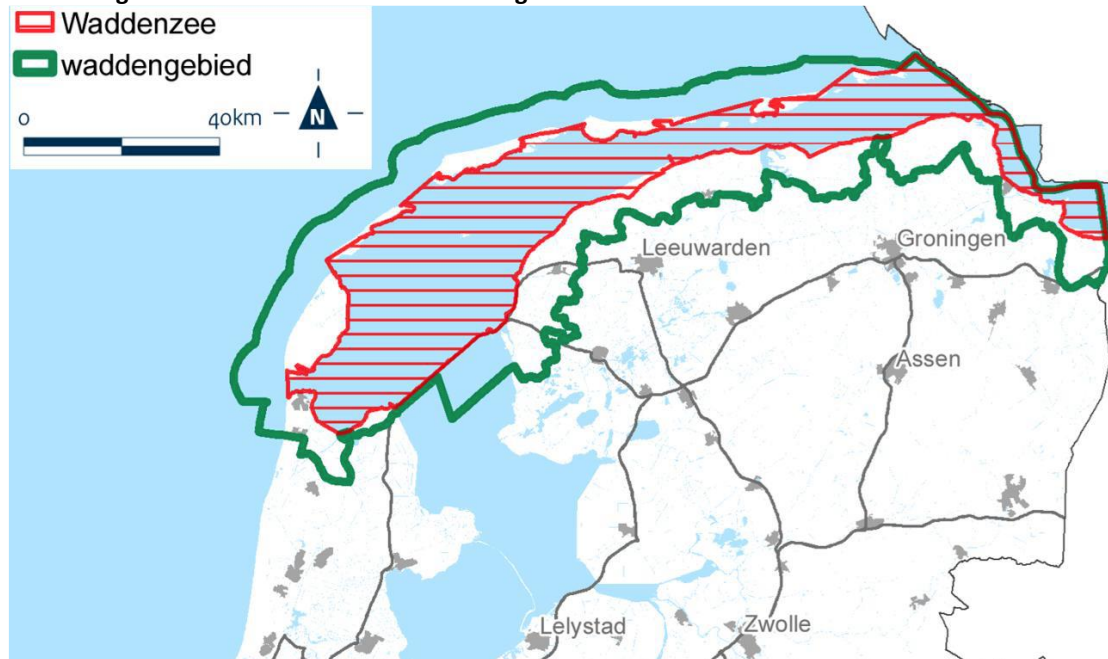 Waddenzee
waddengebied
0 40km
N
Leeuwarden
Groningen
Assen
Lelystad
Zwolle